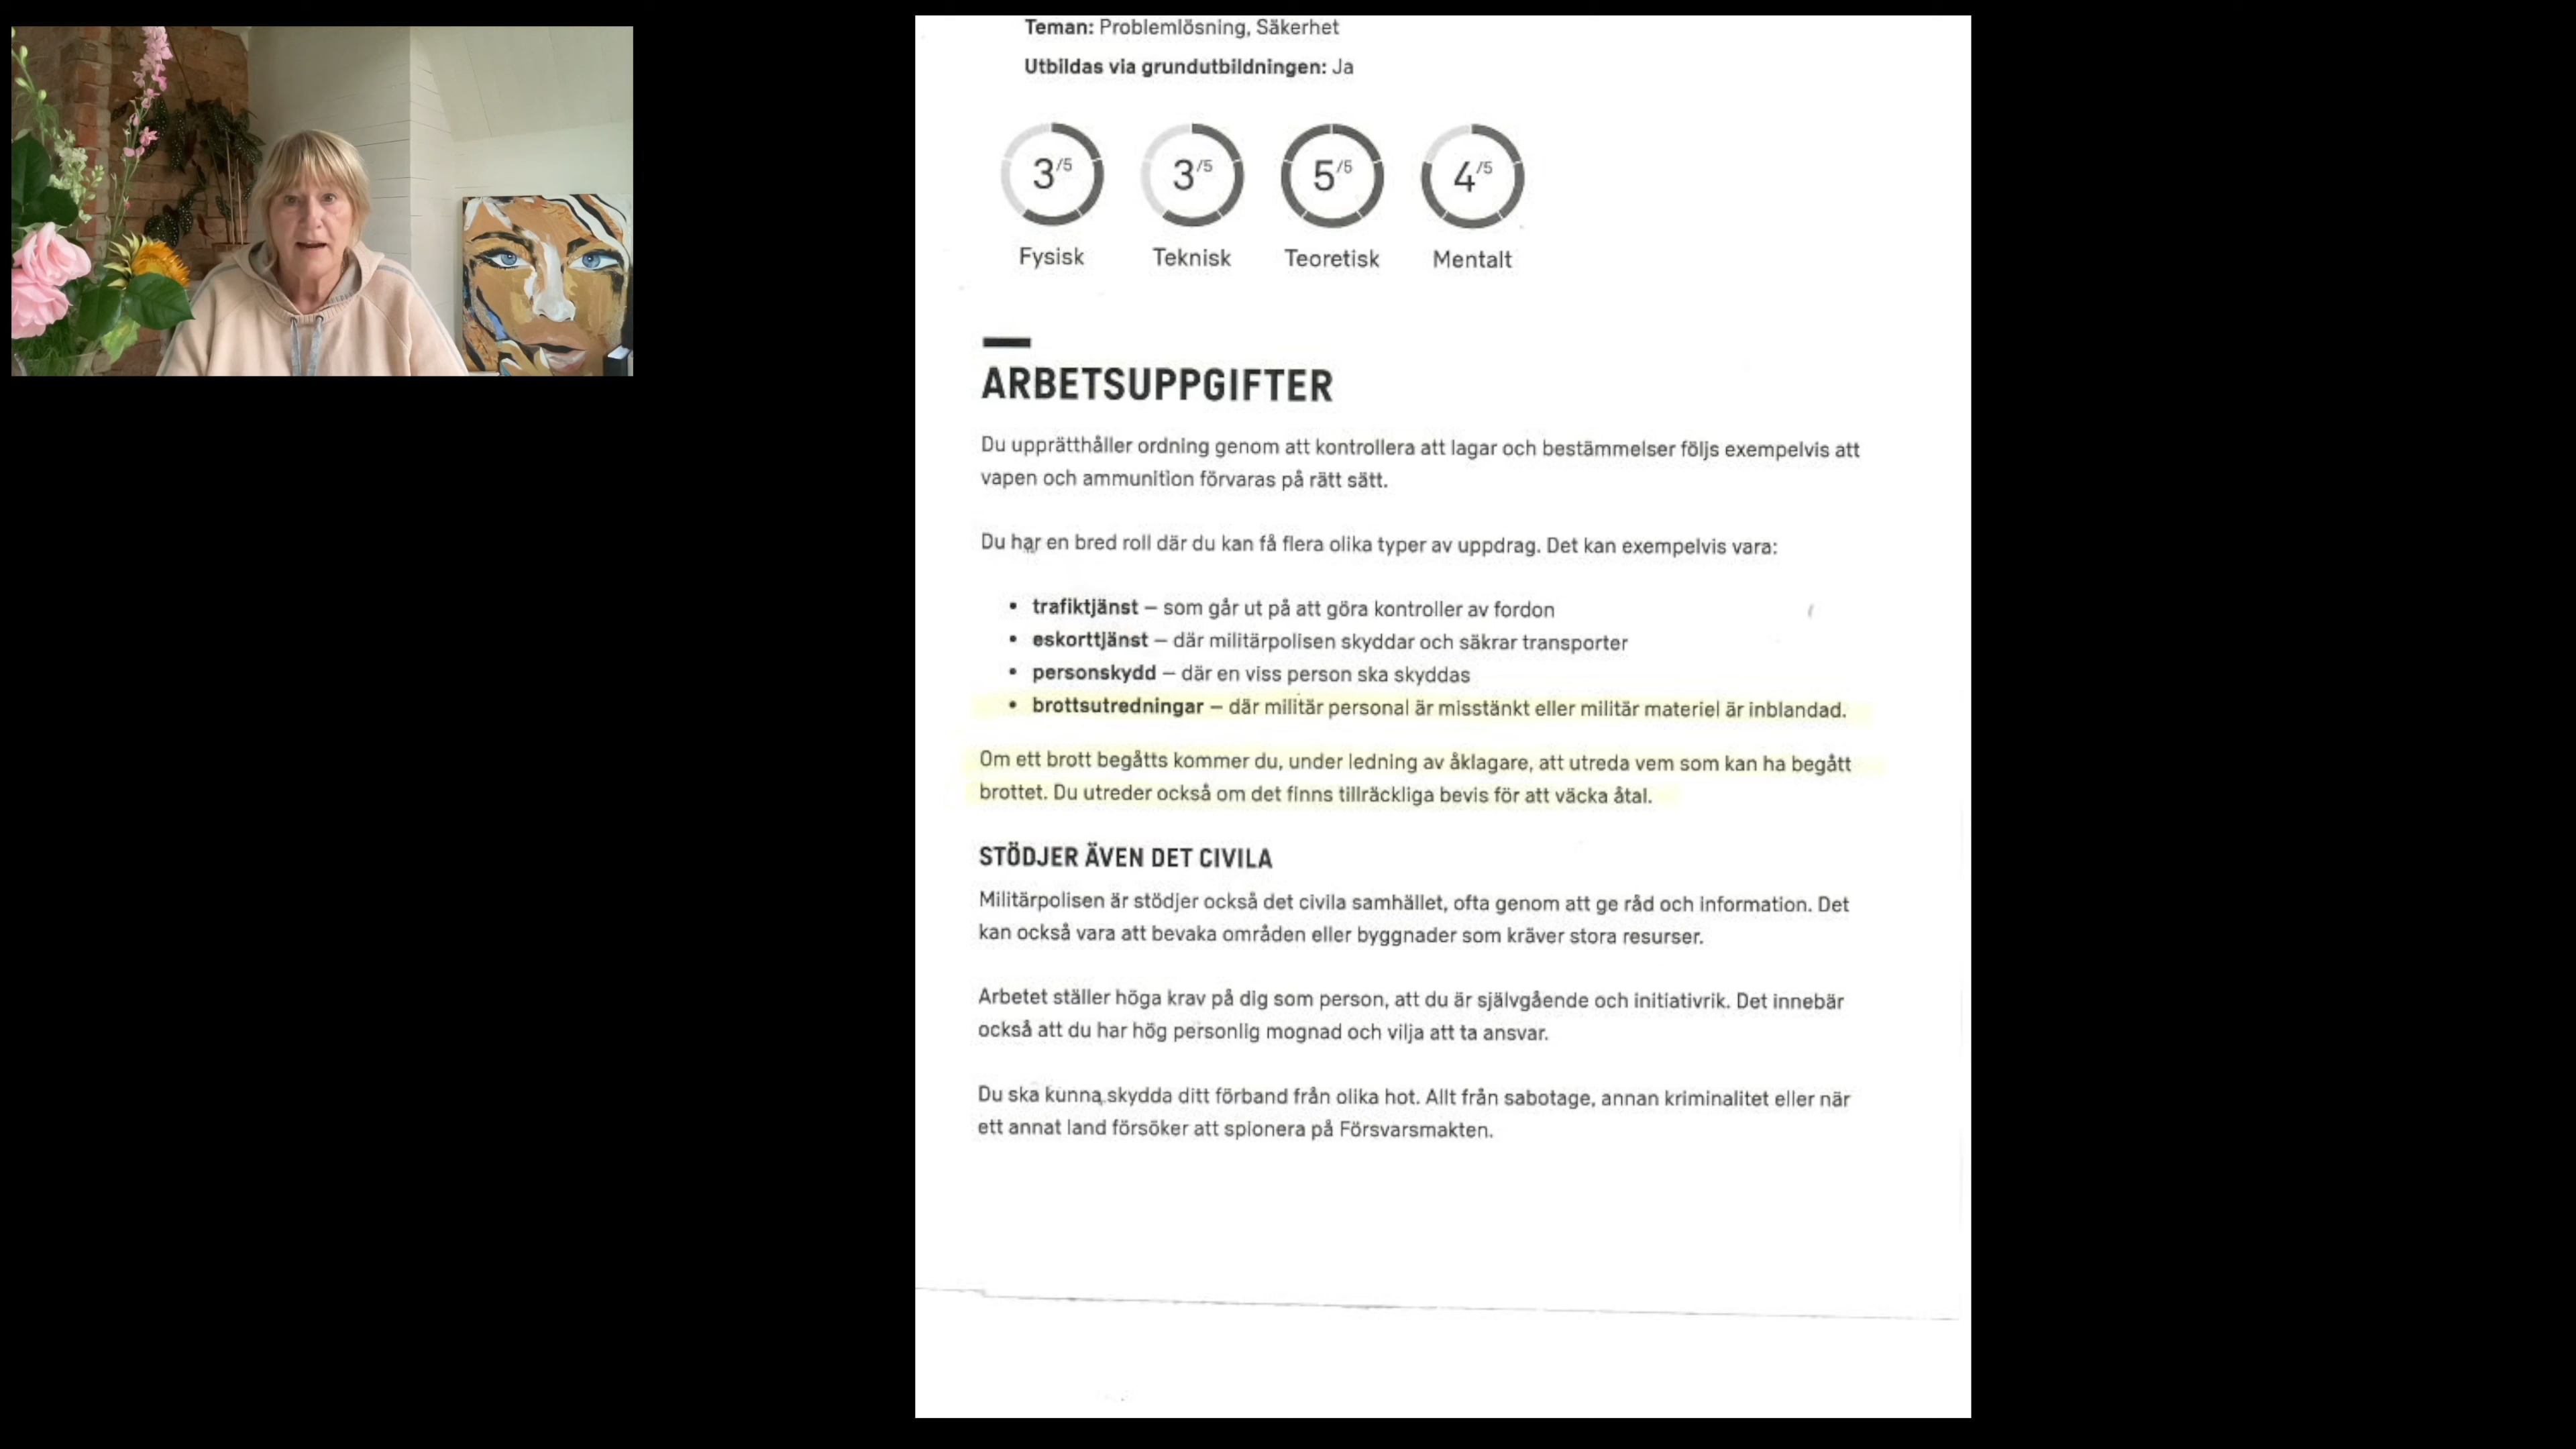 Teman: Problemlösning, Säkerhet
Utbildas via grundutbildningen: Ja
3/5
3/5
5/5
4/5
Fysisk
Teknisk
Teoretisk
Mentalt
ARBETSUPPGIFTER
Du upprätthåller ordning genom att kontrollera att lagar och bestämmelser följs exempelvis att
vapen och ammunition förvaras på rätt sätt.
Du har en bred roll där du kan få flera olika typer av uppdrag. Det kan exempelvis vara:
• trafiktjänst – som går ut på att göra kontroller av fordon
• eskorttjänst – där militärpolisen skyddar och säkrar transporter
• personskydd – där en viss person ska skyddas
• brottsutredningar – där militär personal är misstänkt eller militär materiel är inblandad.
Om ett brott begåtts kommer du, under ledning av åklagare, att utreda vem som kan ha begått
brottet. Du utreder också om det finns tillräckliga bevis för att väcka åtal.
STÖDJER ÄVEN DET CIVILA
Militärpolisen är stödjer också det civila samhället, ofta genom att ge råd och information. Det
kan också vara att bevaka områden eller byggnader som kräver stora resurser.
Arbetet ställer höga krav på dig som person, att du är självgående och initiativrik. Det innebär
också att du har hög personlig mognad och vilja att ta ansvar.
Du ska kunna skydda ditt förband från olika hot. Allt från sabotage, annan kriminalitet eller när
ett annat land försöker att spionera på Försvarsmakten.